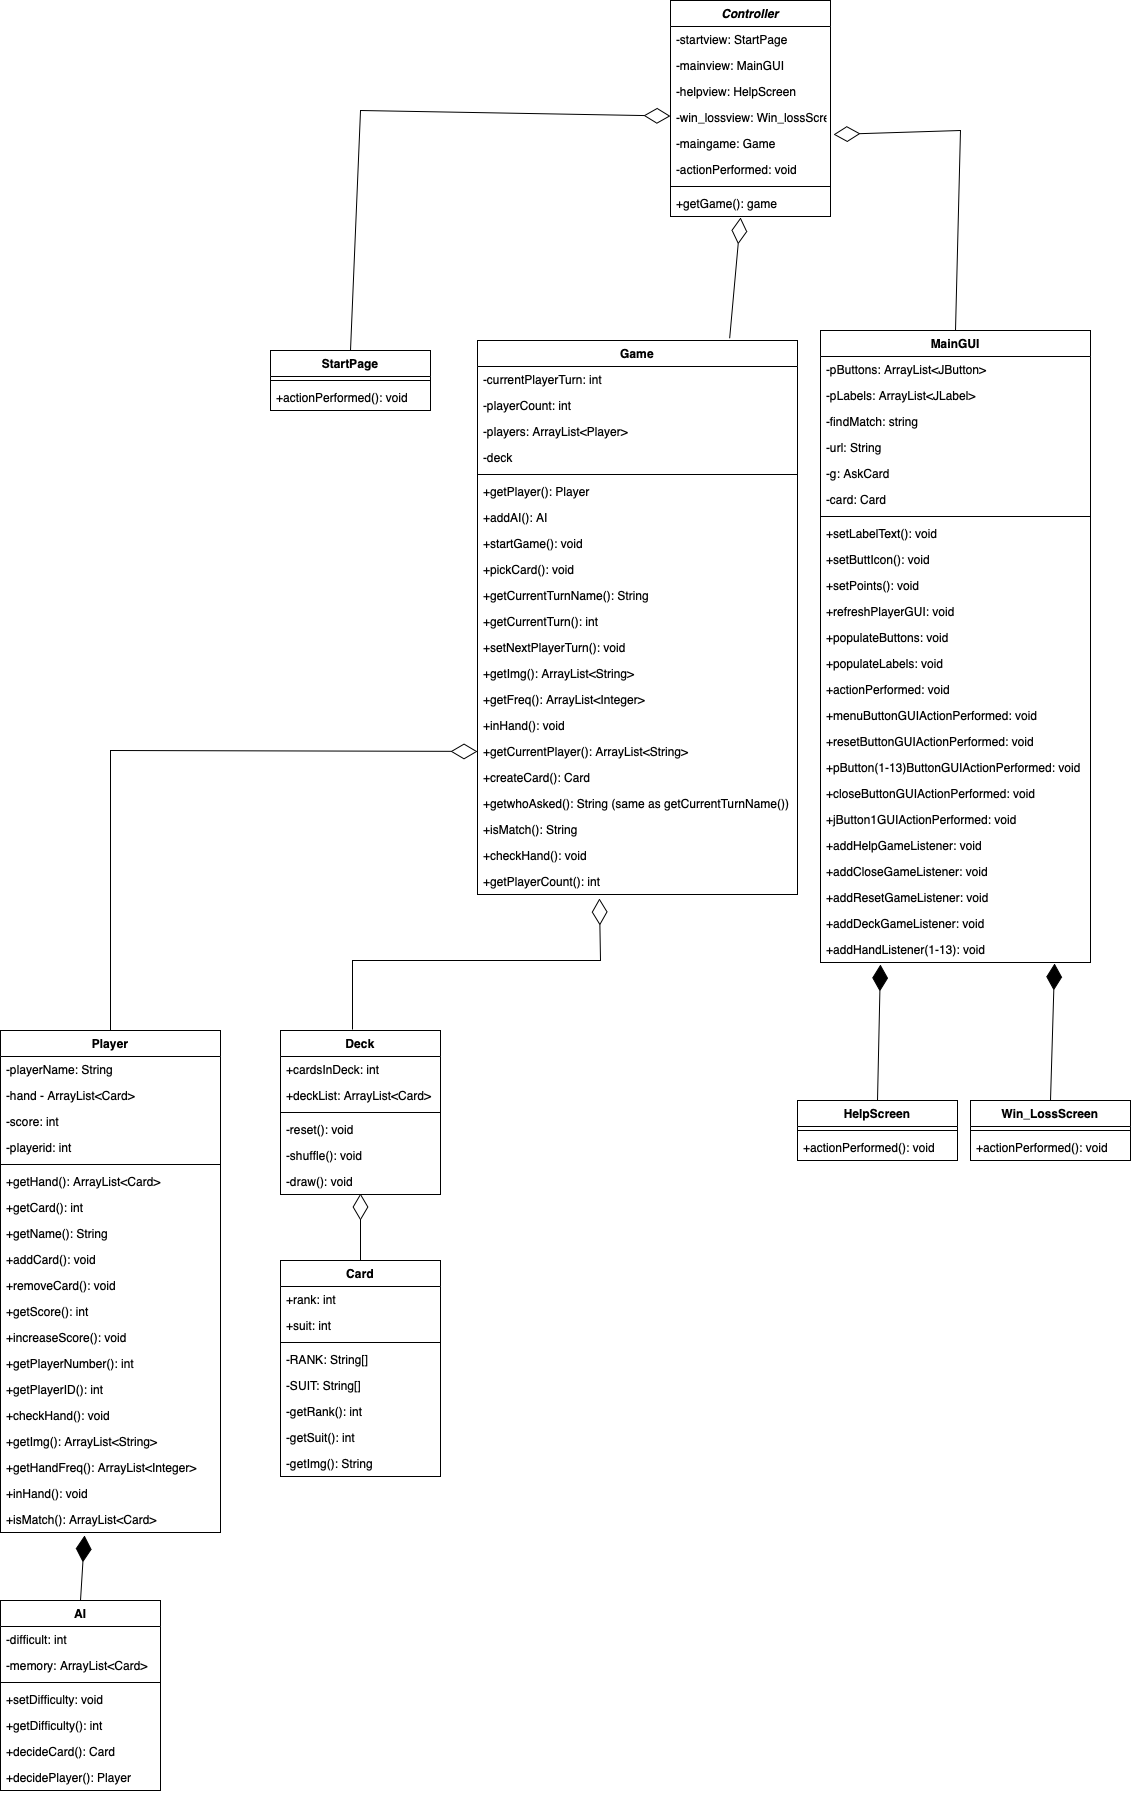 Controller
-startview: StartPage
-mainview: MainGUI
-helpview: HelpScreen
-win_lossview: Win_lossScre
-maingame: Game
-actionPerformed: void
+getGame(): game
StartPage
+actionPerformed(): void
Game
-currentPlayerTurn: int
-playerCount: int
-players: ArrayList<Player>
-deck
+getPlayer(): Player
+addAI(): AI
+startGame(): void
+pickCard(): void
+getCurrentTurnName(): String
+getCurrentTurn(): int
+setNextPlayerTurn(): void
+getImg(): ArrayList<String>
+getFreq(): ArrayList<Integer>
+inHand(): void
+getCurrentPlayer(): ArrayList<String>
+createCard(): Card
+getwhoAsked(): String (same as getCurrentTurnName())
+isMatch(): String
+checkHand(): void
+getPlayerCount(): int
MainGUI
-pButtons: ArrayList<JButton>
-pLabels: ArrayList<JLabel>
-findMatch: string
-url: String
-g: AskCard
-card: Card
+setLabelText(): void
+setButtIcon(): void
+setPoints(): void
+refreshPlayerGUI: void
+populateButtons: void
+populateLabels: void
+actionPerformed: void
+menuButtonGUIActionPerformed: void
+resetButtonGUIActionPerformed: void
+pButton(1-13)ButtonGUIActionPerformed: void
+closeButtonGUIActionPerformed: void
+jButton1GUIActionPerformed: void
+addHelpGameListener: void
+addCloseGameListener: void
+addResetGameListener: void
+addDeckGameListener: void
+addHandListener(1-13): void
Player
-playerName: String
-hand - ArrayList<Card>
-score: int
-playerid: int
+getHand(): ArrayList<Card>
+getCard(): int
+getName(): String
+addCard(): void
+removeCard(): void
+getScore(): int
+increaseScore(): void
+getPlayerNumber(): int
+getPlayerID(): int
+checkHand(): void
+getImg(): ArrayList<String>
+getHandFreq(): ArrayList<Integer>
+inHand(): void
+isMatch(): ArrayList<Card>
Deck
+cardsInDeck: int
+deckList: ArrayList<Card>
-reset(): void
-shuffle(): void
-draw(): void
HelpScreen
+actionPerformed(): void
Win_LossScreen
+actionPerformed(): void
Card
+rank: int
+suit: int
-RANK: String[]
-SUIT: String[]
-getRank(): int
-getSuit(): int
-getImg(): String
AI
-difficult: int
-memory: ArrayList<Card>
+setDifficulty: void
+getDifficulty(): int
+decideCard(): Card
+decidePlayer(): Player